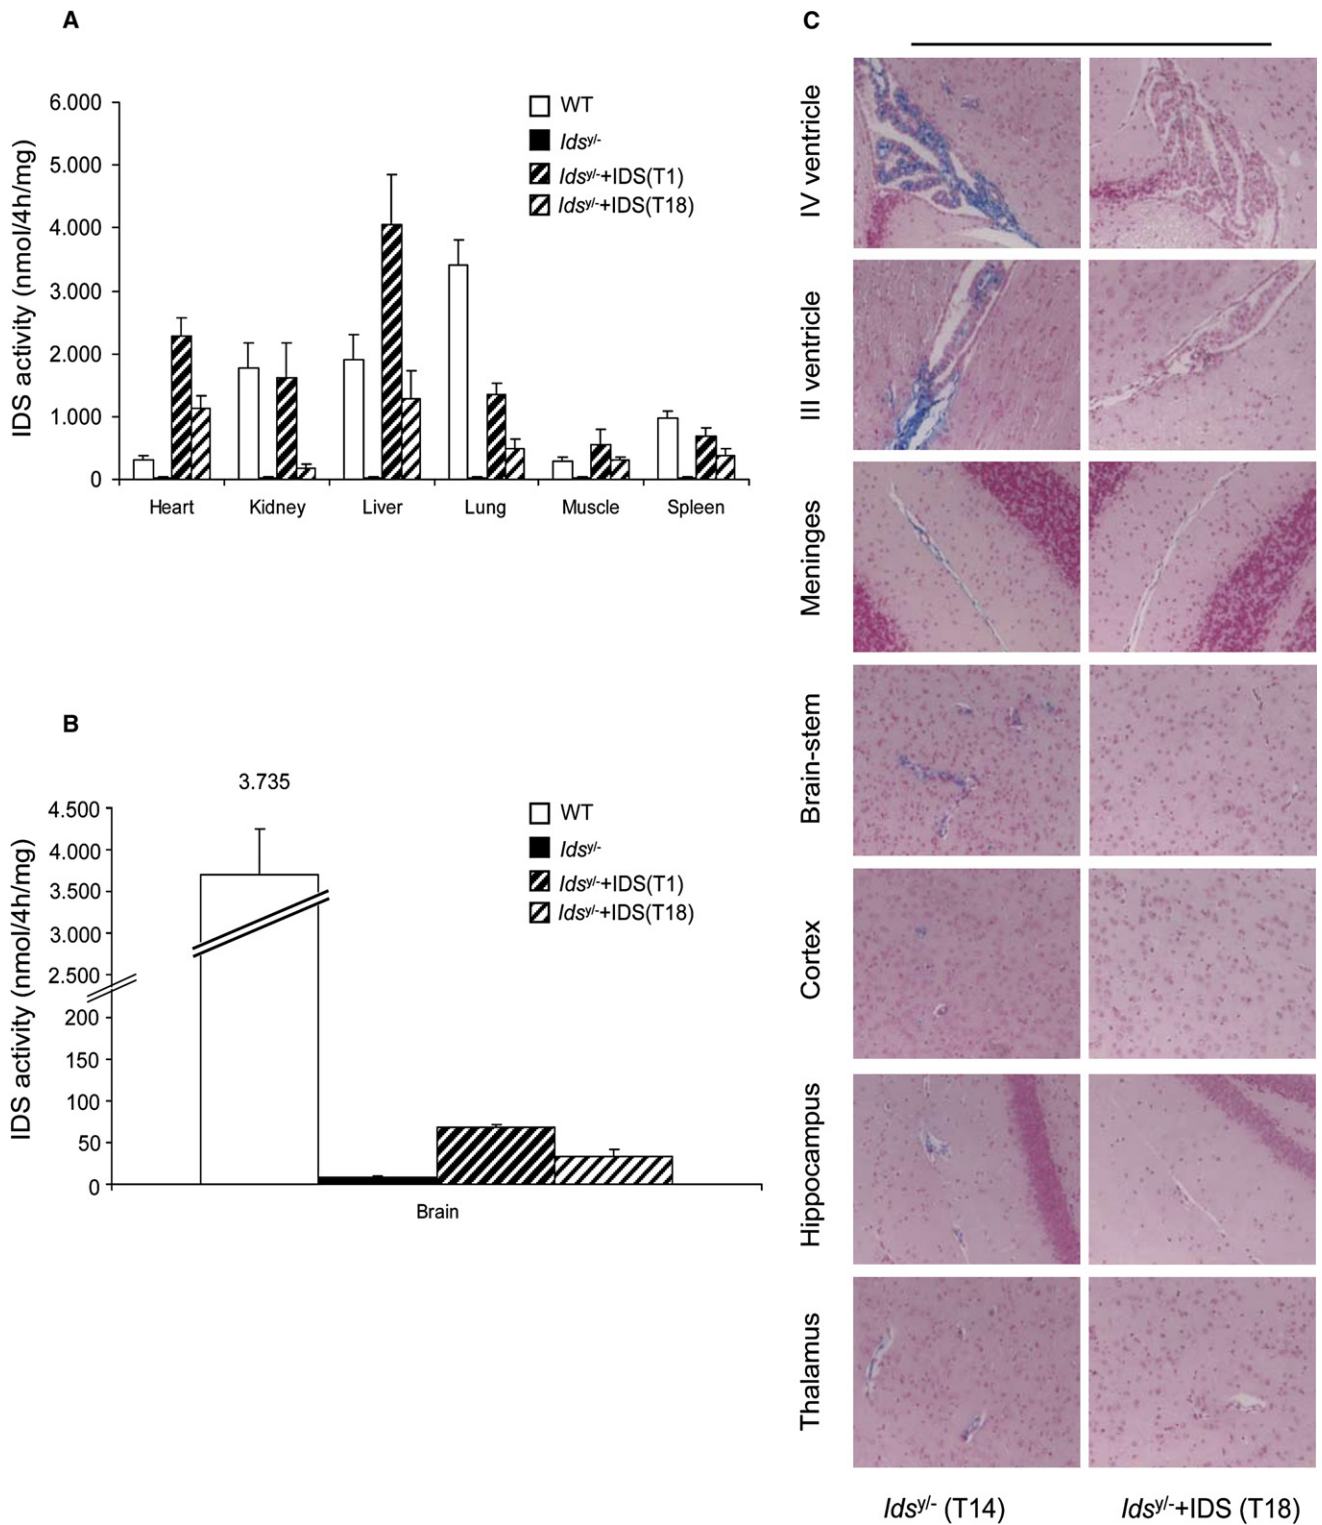 A
IDS activity (nmol/4h/mg)
6.000
5.000
4.000
3.000
2.000
1.000
0
WT
Idsy/-
Idsy/-+IDS(T1)
Idsy/-+IDS(T18)
Heart Kidney Liver Lung Muscle Spleen
B
3.735
IDS activity (nmol/4h/mg)
4.500
4.000
3.500
3.000
2.500
200
150
100
50
0
WT
Idsy/-
Idsy/-+IDS(T1)
Idsy/-+IDS(T18)
Brain
C
IV ventricle
III ventricle
Meninges
Brain-stem
Cortex
Hippocampus
Thalamus
Idsy/- (T14) Idsy/-+IDS (T18)